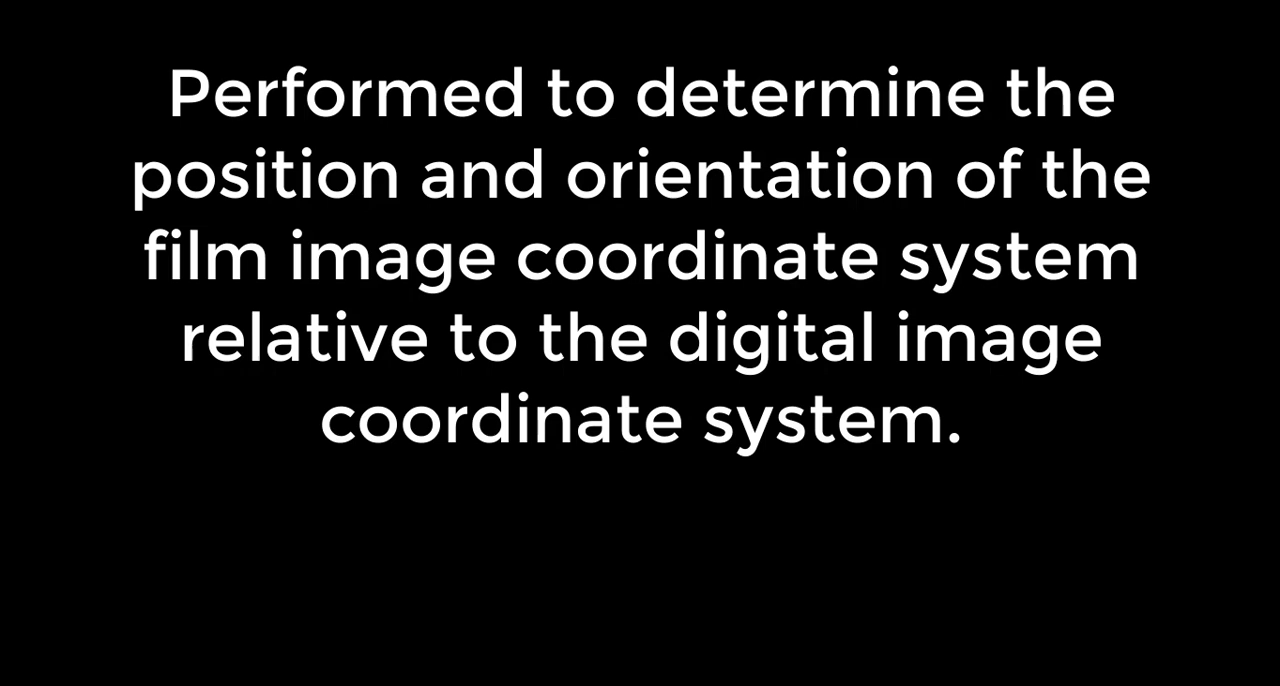 Performed to determine the
position and orientation of the
film image coordinate system
relative to the digital image
coordinate system.